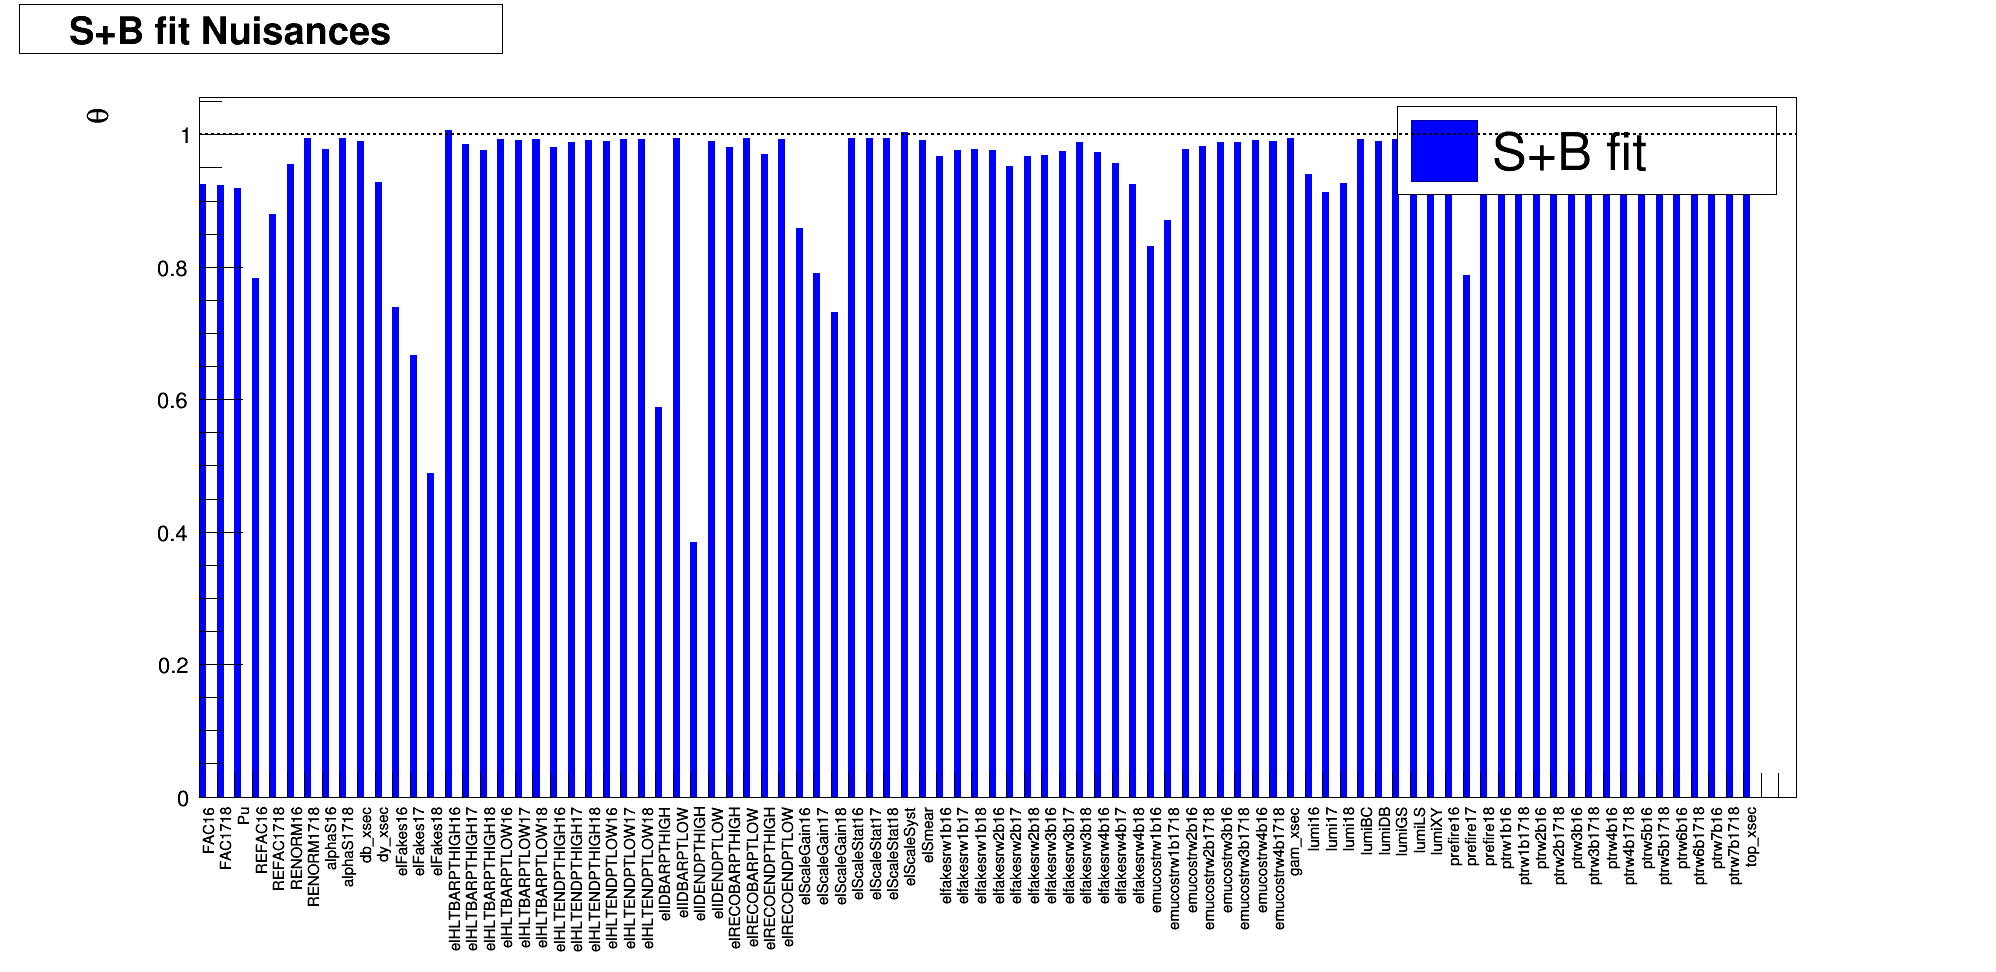 S+B fit Nuisances
θ
S+B fit
1
0.8
0.6
0.4
0.2
0
FAC16
FAC1718
Pu
REFAC16
REFAC1718
RENORM16
RENORM1718
alphaS16
alphaS1718
db_xsec
dy_xsec
elFakes16
elFakes17
elFakes18
elHLTBARPTHIGH16
elHLTBARPTHIGH17
elHLTBARPTHIGH18
elHLTBARPTLOW16
elHLTBARPTLOW17
elHLTBARPTLOW18
elHLTENDPTHIGH16
elHLTENDPTHIGH17
elHLTENDPTHIGH18
elHLTENDPTLOW16
elHLTENDPTLOW17
elHLTENDPTLOW18
elIDBARPTHIGH
elIDBARPTLOW
elIDENDPTHIGH
elIDENDPTLOW
elRECOBARPTHIGH
elRECOBARPTLOW
elRECOENDPTHIGH
elRECOENDPTLOW
elScaleGain16
elScaleGain17
elScaleGain18
elScaleStat16
elScaleStat17
elScaleStat18
elScaleSyst
elSmear
elfakesrw1b16
elfakesrw1b17
elfakesrw1b18
elfakesrw2b16
elfakesrw2b17
elfakesrw2b18
elfakesrw3b16
elfakesrw3b17
elfakesrw3b18
elfakesrw4b16
elfakesrw4b17
elfakesrw4b18
emucostrw1b16
emucostrw1b1718
emucostrw2b16
emucostrw2b1718
emucostrw3b16
emucostrw3b1718
emucostrw4b16
emucostrw4b1718
gam_xsec
lumi16
lumi17
lumi18
lumiBC
lumiDB
lumiGS
lumiLS
lumiXY
prefire16
prefire17
prefire18
ptrw1b16
ptrw1b1718
ptrw2b16
ptrw2b1718
ptrw3b16
ptrw3b1718
ptrw4b16
ptrw4b1718
ptrw5b16
ptrw5b1718
ptrw6b16
ptrw6b1718
ptrw7b16
ptrw7b1718
top_xsec